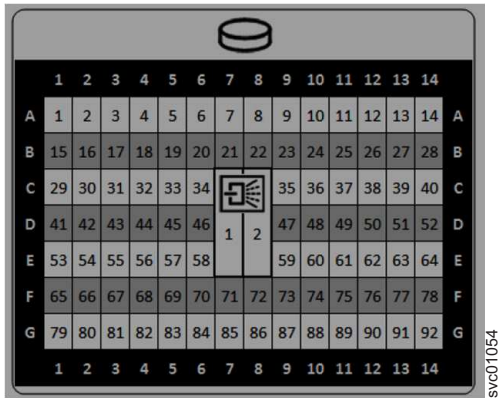 1 2 3 4 5 6 7 8 9 10 11 12 13 14
A 1 2 3 4 5 6 7 8 9 10 11 12 13 14 A
B 15 16 17 18 19 20 21 22 23 24 25 26 27 28 B
C 29 30 31 32 33 34 35 36 37 38 39 40 C
D 41 42 43 44 45 46 1 2 47 48 49 50 51 52 D
E 53 54 55 56 57 58 59 60 61 62 63 64 E
F 65 66 67 68 69 70 71 72 73 74 75 76 77 78 F
G 79 80 81 82 83 84 85 86 87 88 89 90 91 92 G
1 2 3 4 5 6 7 8 9 10 11 12 13 14
svc01054